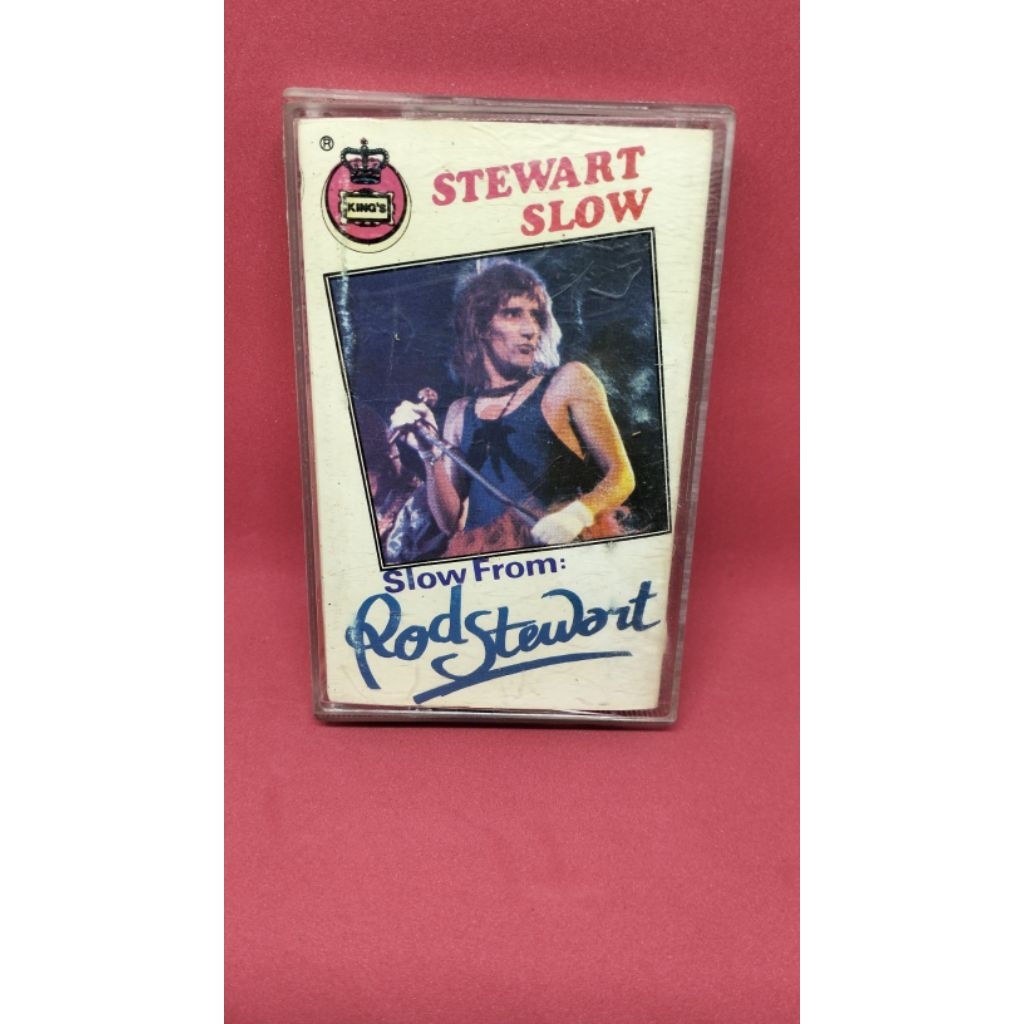 ®
KING'S
STEWART
SLOW
Slow From:
Rod Stewart